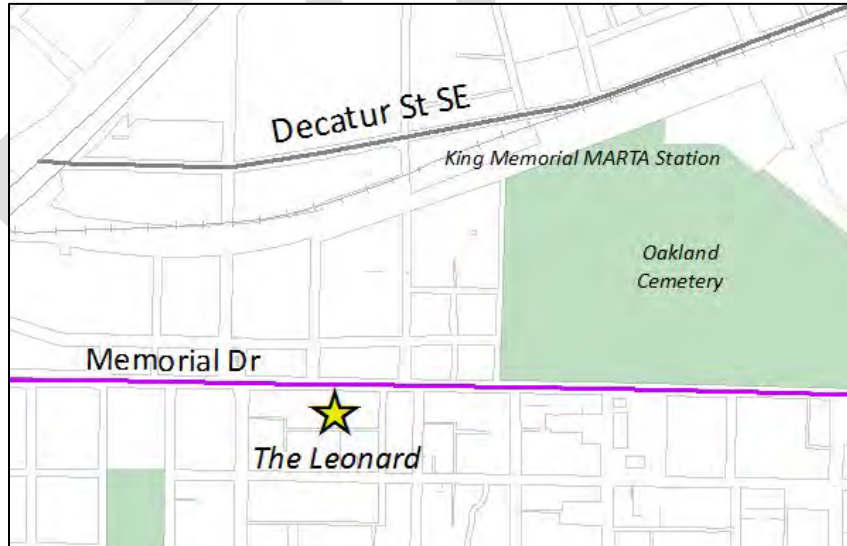 Decatur St SE
King Memorial MARTA Station
Oakland
Cemetery
Memorial Dr
The Leonard